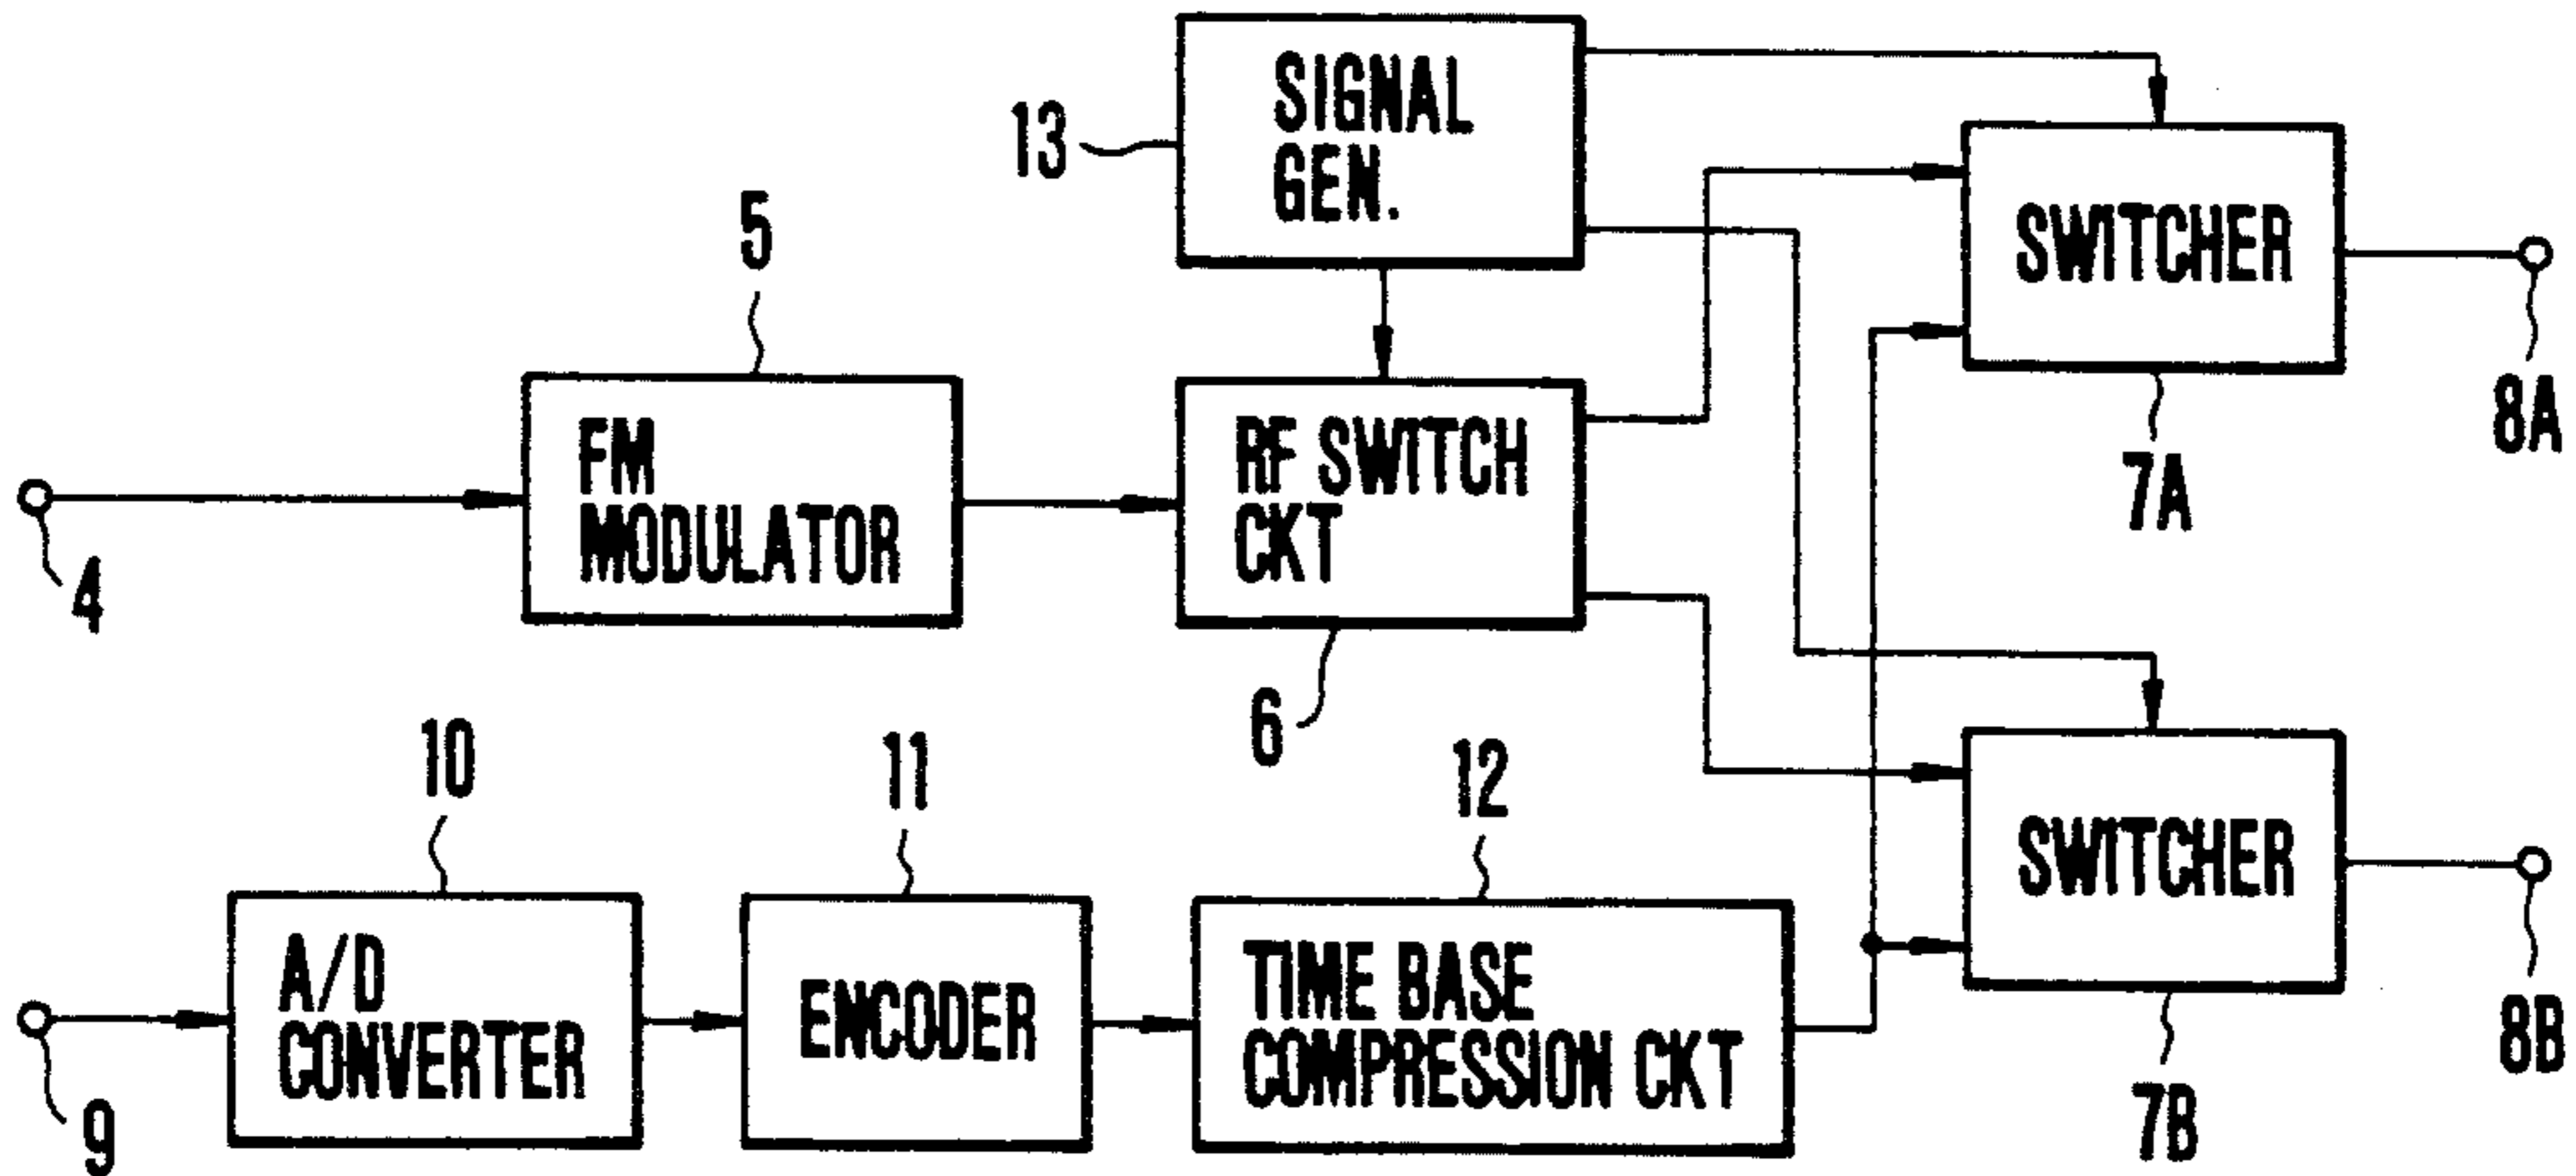 13
SIGNAL
GEN.
5
SWITCHER
8A
7A
FM
MODULATOR
RF SWITCH
CKT
4
6
10
11
12
SWITCHER
8B
7B
A/D
CONVERTER
ENCODER
TIME BASE
COMPRESSION CKT
9